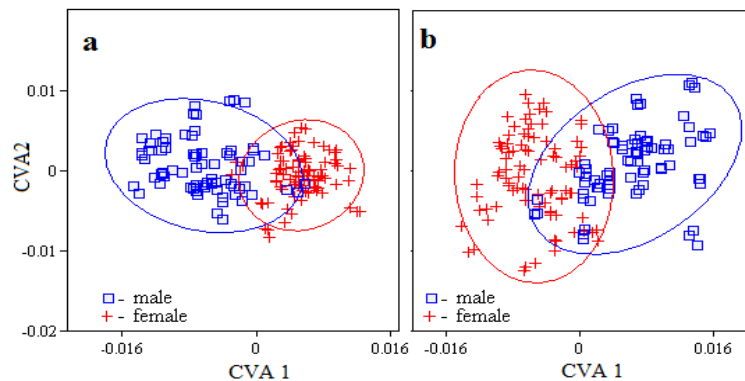 a
b
0.01
0
-0.01
-0.02
CVA2
- male
- female
- male
- female
-0.016
0
0.016
-0.016
0
0.016
CVA 1
CVA 1